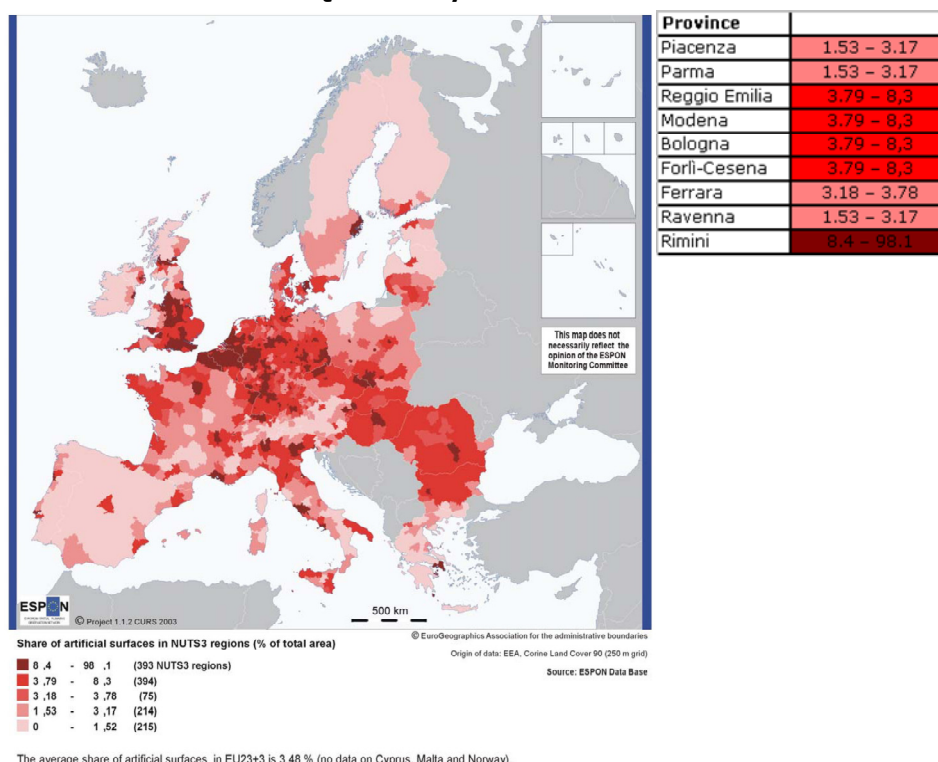 Province
Piacenza 1.53 – 3.17
Parma 1.53 – 3.17
Reggio Emilia 3.79 – 8,3
Modena 3.79 – 8,3
Bologna 3.79 – 8,3
Forlì-Cesena 3.79 – 8,3
Ferrara 3.18 – 3.78
Ravenna 1.53 – 3.17
Rimini 8.4 – 98.1
This map does not
necessarily reflect the
opinion of the ESPON
Monitoring Committee
ESPON
© Project 1.1.2 CURS 2003
500 km
© EuroGeographics Association for the administrative boundaries
Origin of data: EEA, Corine Land Cover 90 (250 m grid)
Source: ESPON Data Base
Share of artificial surfaces in NUTS3 regions (% of total area)
8 ,4 - 98 ,1 (393 NUTS3 regions)
3 ,79 - 8,3 (394)
3 ,18 - 3,78 (75)
1 ,53 - 3,17 (214)
0 - 1,52 (215)
The average share of artificial surfaces in EU23+3 is 3.48 % (no data on Cyprus, Malta and Norway)